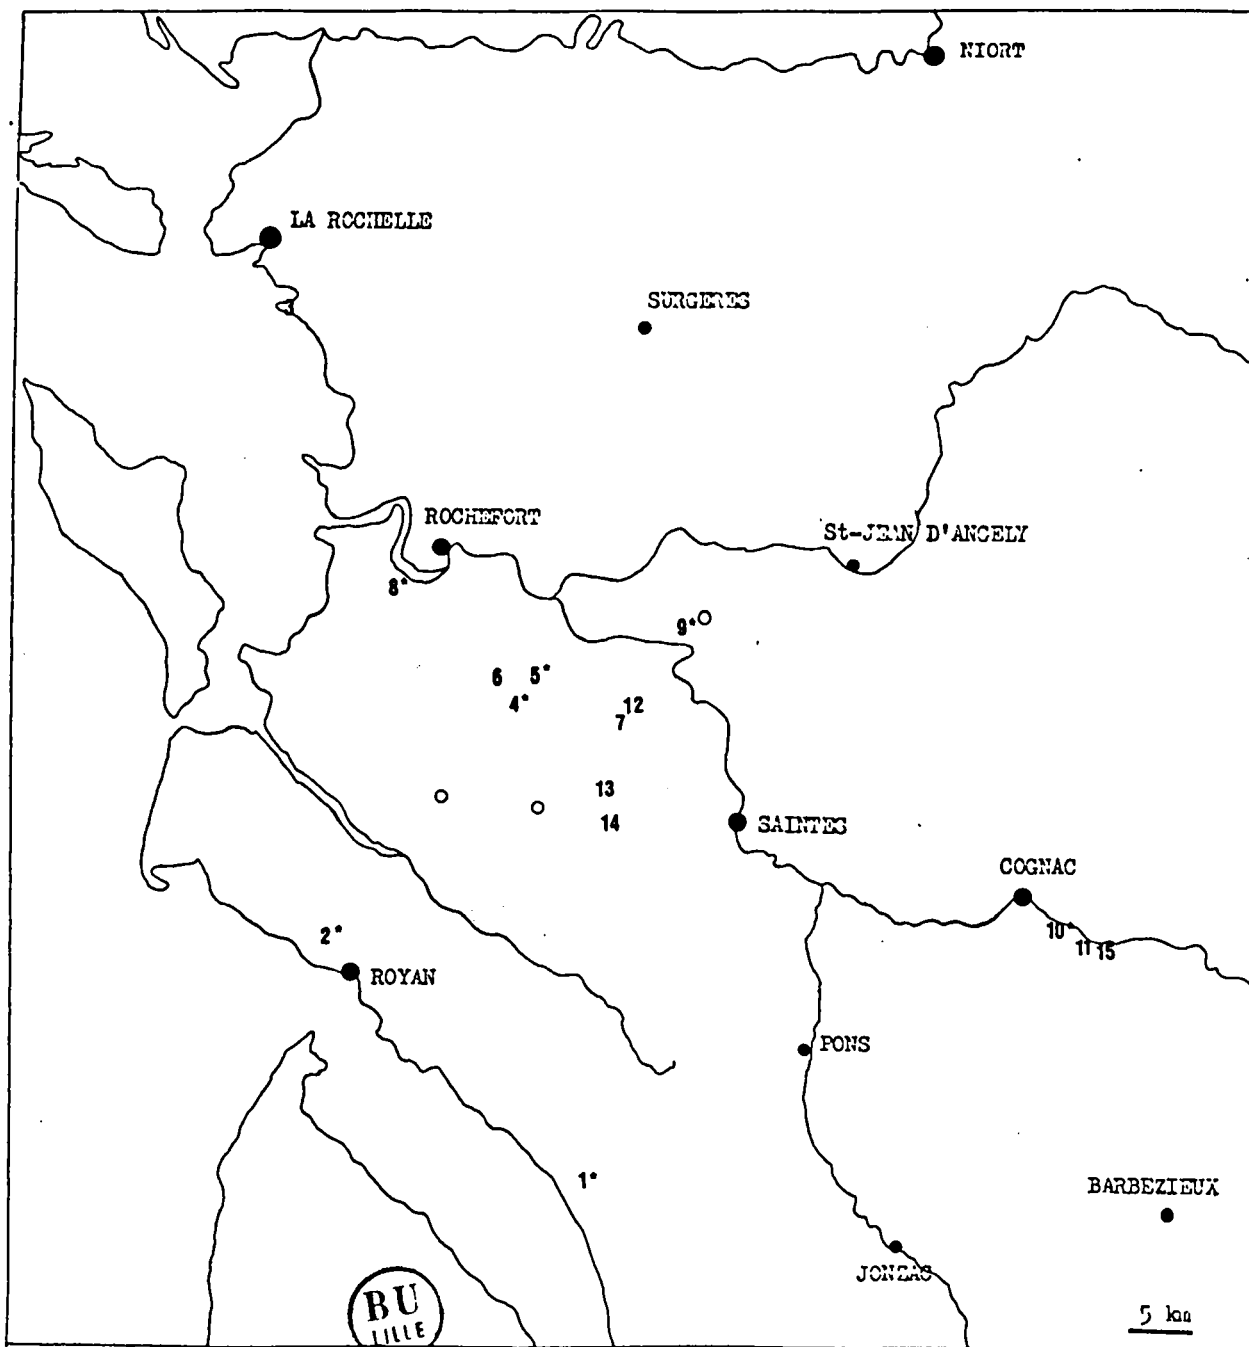 NIORT
LA ROCHELLE
SURGERES
ROCHEFORT
St-JEAN D'ANGELY
8*
9*
6 5*
4*
12
7
13
14
SAINTES
COGNAC
2*
10*
11 15
ROYAN
PONS
1*
BARBEZIEUX
JONZAC
BU
LILLE
5 km